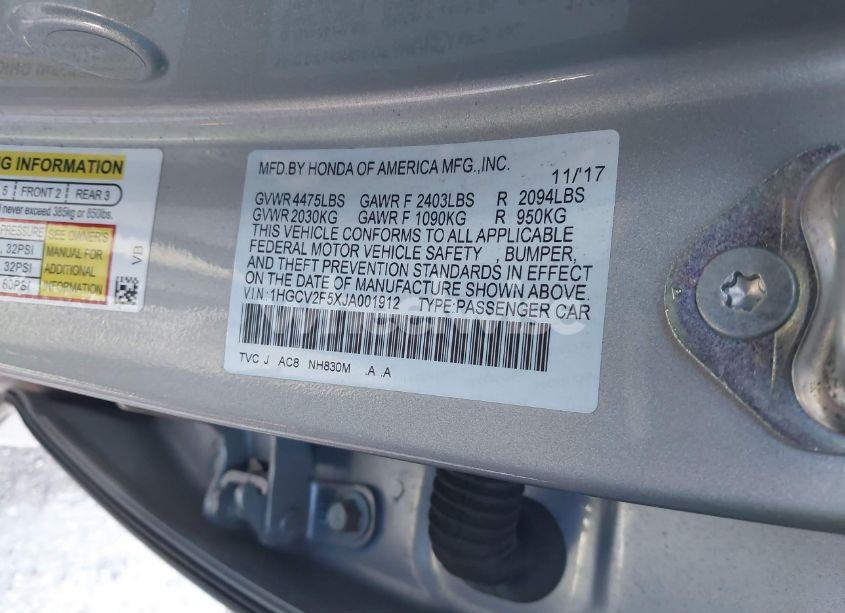 NG INFORMATION
5 FRONT 2 REAR 3
never exceed 385kg or 850lbs.
PRESSURE SEE OWNER'S
, 32PSI MANUAL FOR
, 32PSI ADDITIONAL
60PSI INFORMATION
VB
MFD.BY HONDA OF AMERICA MFG.,INC. 11/17
GVWR 4475LBS GAWR F 2403LBS R 2094LBS
GVWR 2030KG GAWR F 1090KG R 950KG
THIS VEHICLE CONFORMS TO ALL APPLICABLE
FEDERAL MOTOR VEHICLE SAFETY , BUMPER,
AND THEFT PREVENTION STANDARDS IN EFFECT
ON THE DATE OF MANUFACTURE SHOWN ABOVE.
V.I.N.: 1HGCV2F5XJA001912 TYPE:PASSENGER CAR
TVC J AC8 NH830M .A .A